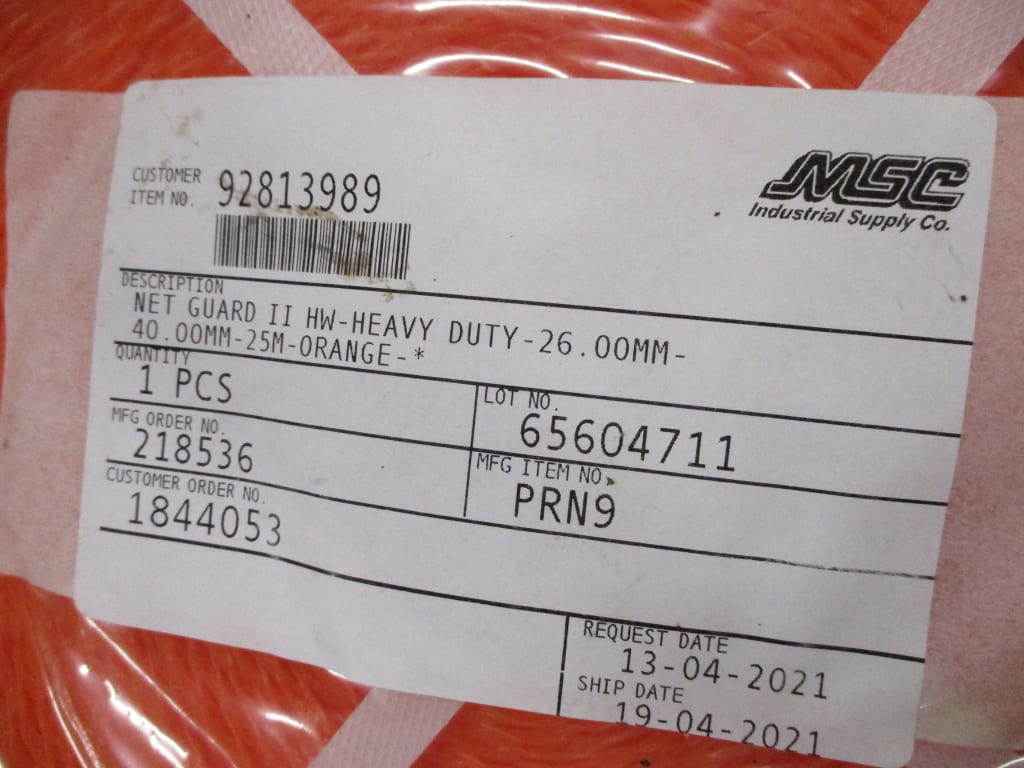 MSC
Industrial Supply Co.
CUSTOMER
ITEM NO. 92813989
DESCRIPTION
NET GUARD II HW-HEAVY DUTY-26.00MM-
40.00MM-25M-ORANGE-*
QUANTITY
1 PCS
LOT NO.
65604711
MFG ORDER NO.
218536
MFG ITEM NO.
PRN9
CUSTOMER ORDER NO.
1844053
REQUEST DATE
13-04-2021
SHIP DATE
19-04-2021